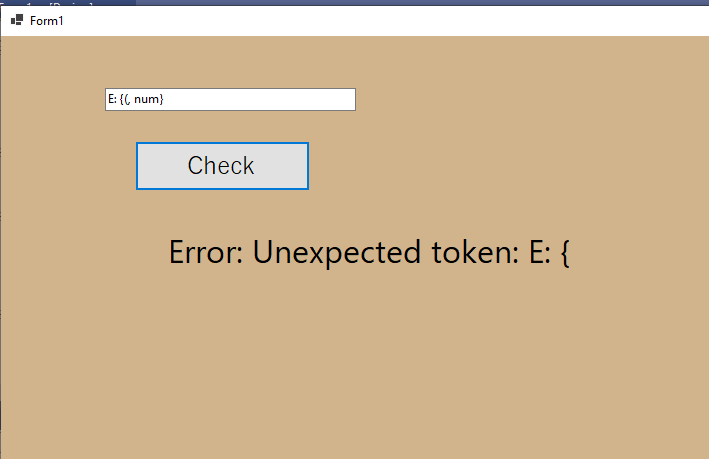 Form1
E: {(, num}
Check
Error: Unexpected token: E: {